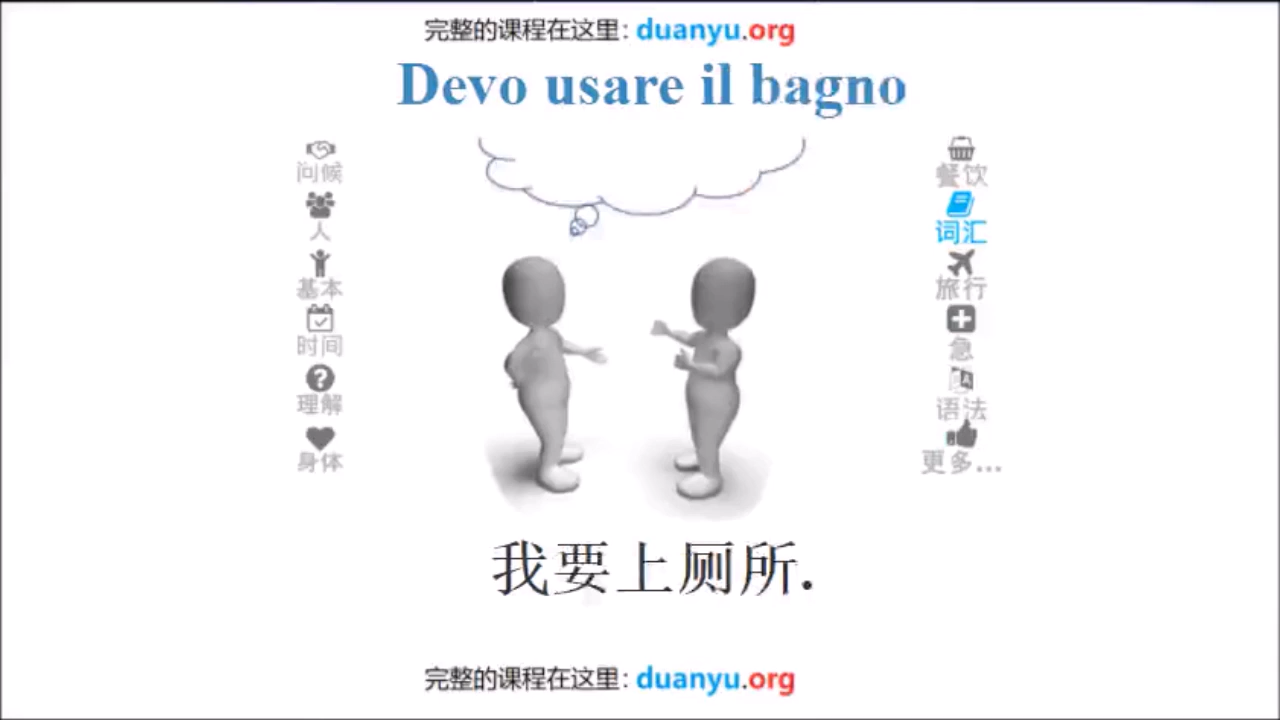 完整的课程在这里: duanyu.org
Devo usare il bagno
问候
人
基本
时间
理解
身体
餐饮
词汇
旅行
急
语法
更多...
我要上厕所.
完整的课程在这里: duanyu.org